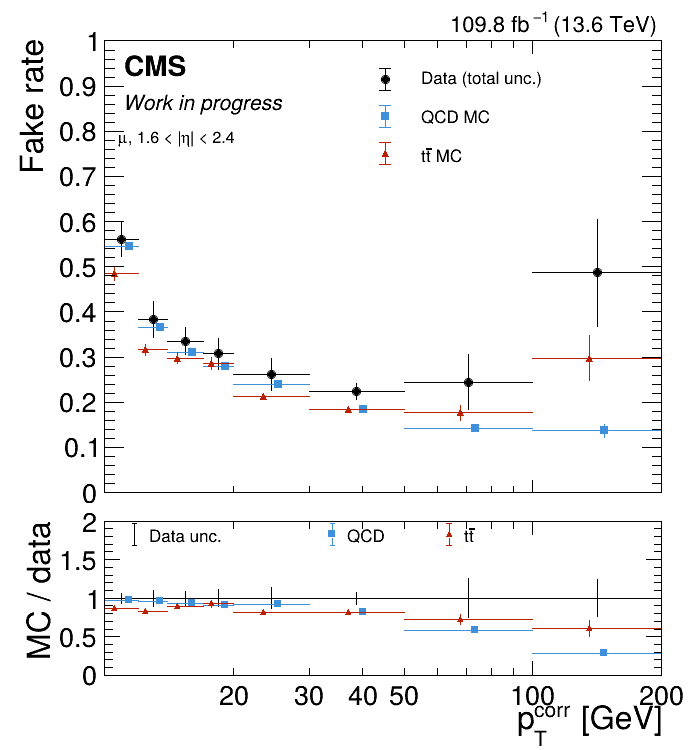 109.8 fb⁻¹ (13.6 TeV)
Fake rate
CMS
Work in progress
μ, 1.6 < |η| < 2.4
Data (total unc.)
QCD MC
tt̄ MC
1
0.9
0.8
0.7
0.6
0.5
0.4
0.3
0.2
0.1
0
MC / data
Data unc.
QCD
tt̄
2
1.5
1
0.5
0
20 30 40 50 100 200
p_T^corr [GeV]